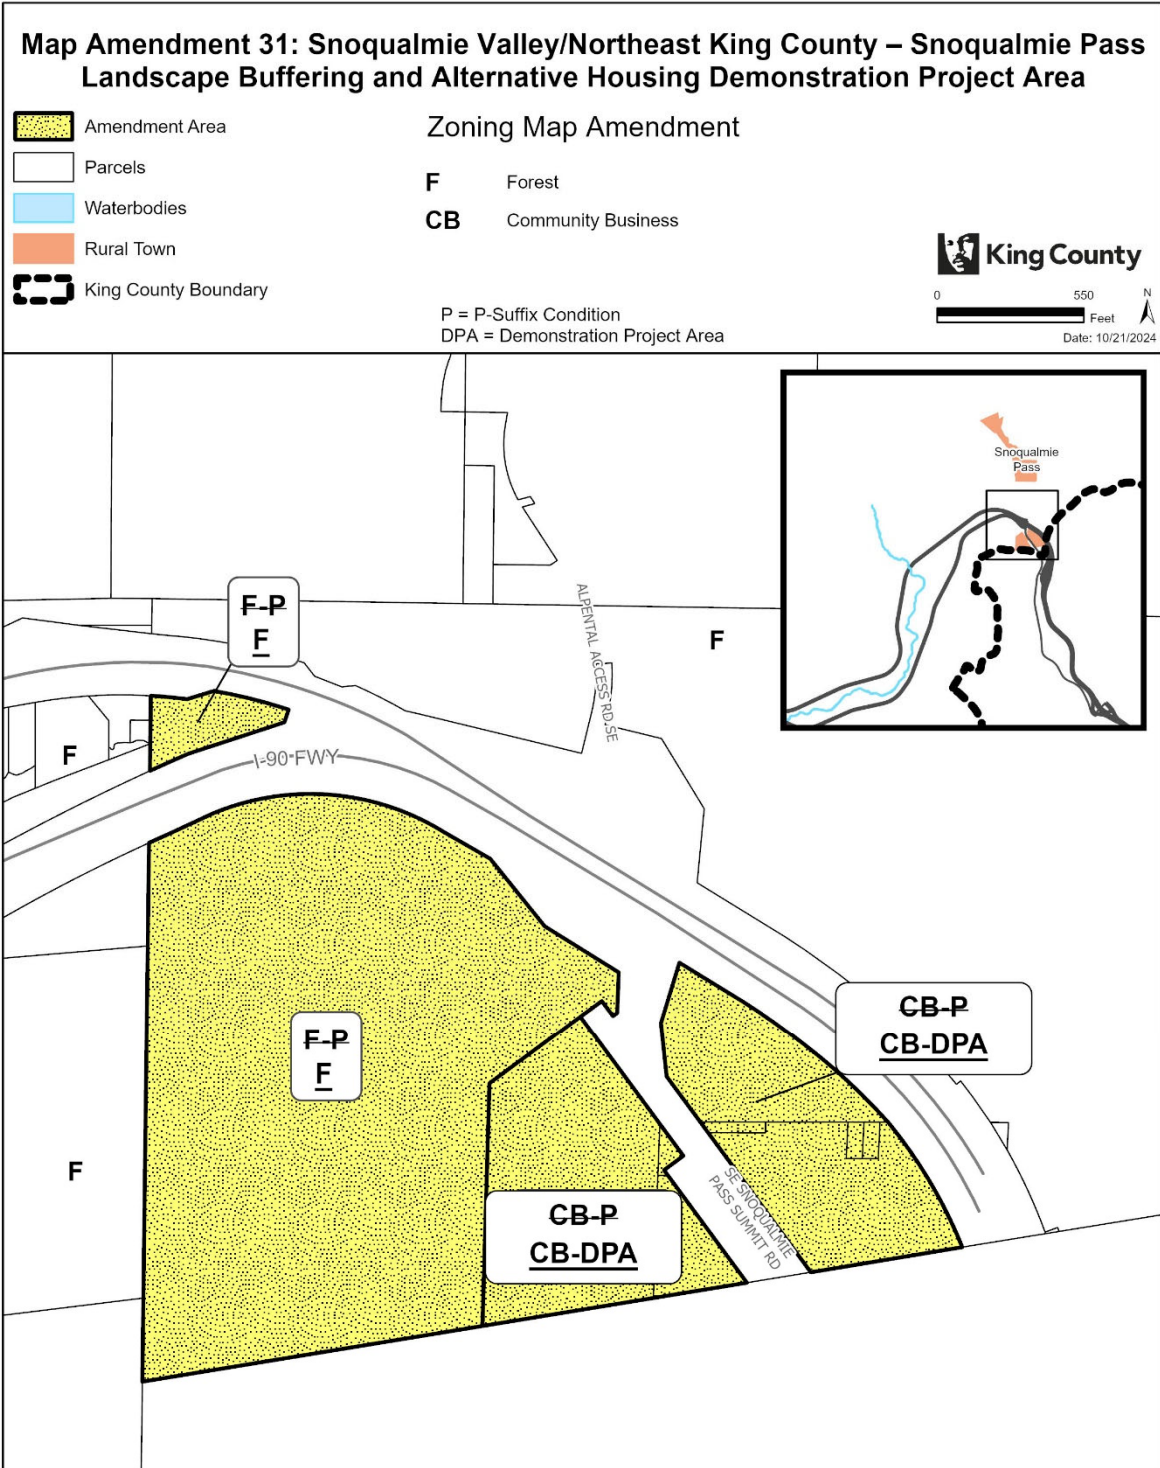 Map Amendment 31: Snoqualmie Valley/Northeast King County – Snoqualmie Pass
Landscape Buffering and Alternative Housing Demonstration Project Area
Amendment Area
Parcels
Waterbodies
Rural Town
King County Boundary
Zoning Map Amendment
F Forest
CB Community Business
P = P-Suffix Condition
DPA = Demonstration Project Area
King County
0 550
Feet
N
Date: 10/21/2024
Snoqualmie
Pass
F-P
F
ALPENTAL ACCESS RD SE
F
F
I-90 FWY
CB-P
CB-DPA
F-P
F
F
SE SNOQUALMIE
PASS SUMMIT RD
CB-P
CB-DPA